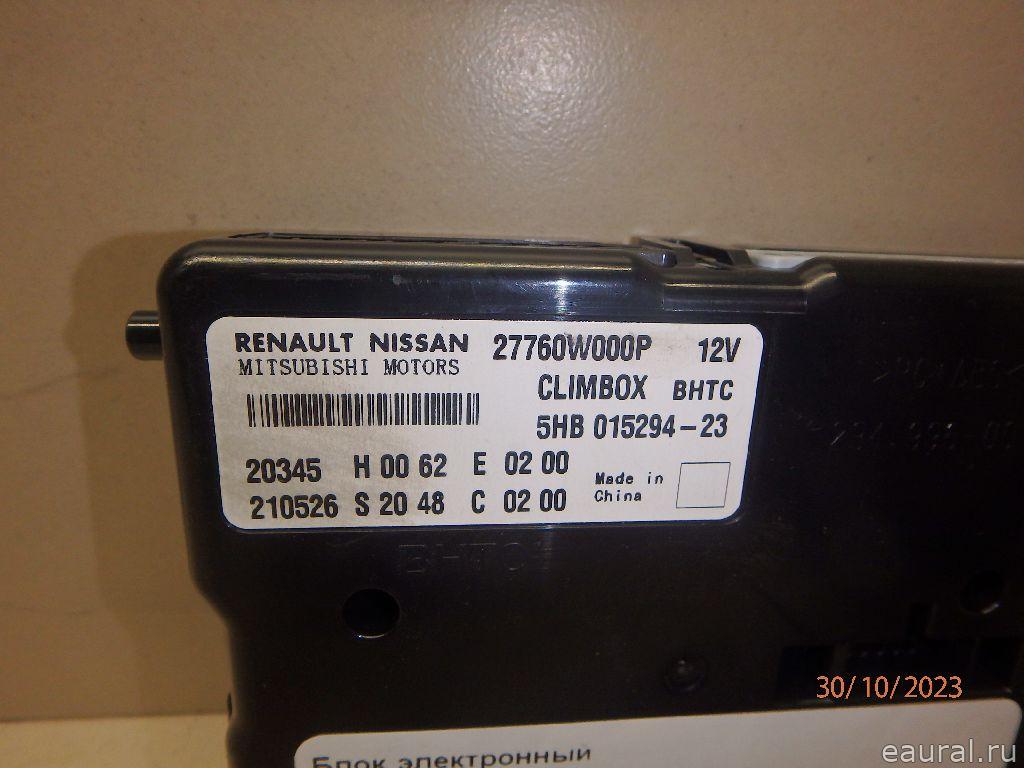 RENAULT NISSAN 27760W000P 12V
MITSUBISHI MOTORS CLIMBOX BHTC
5HB 015294-23
20345 H 00 62 E 02 00
210526 S 20 48 C 02 00
Made in
China
BHTC
30/10/2023
Блок электронный
eaural.ru